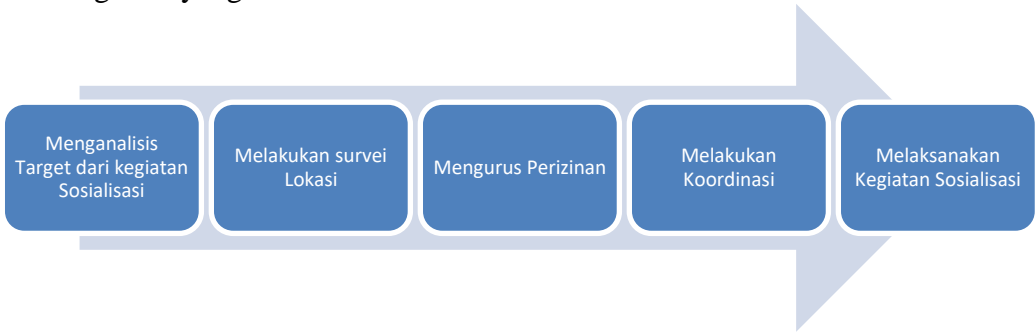 Menganalisis
Target dari kegiatan
Sosialisasi
Melakukan survei
Lokasi
Mengurus Perizinan
Melakukan
Koordinasi
Melaksanakan
Kegiatan Sosialisasi